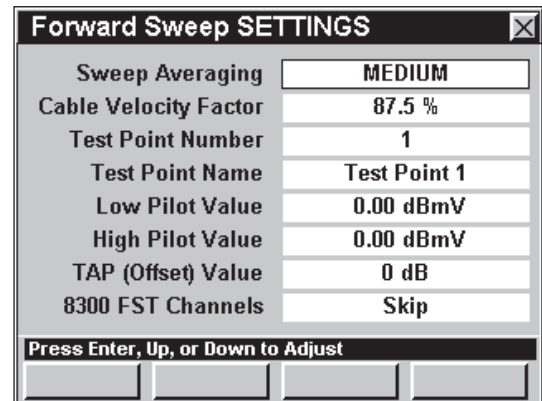 Forward Sweep SETTINGS
Sweep Averaging MEDIUM
Cable Velocity Factor 87.5 %
Test Point Number 1
Test Point Name Test Point 1
Low Pilot Value 0.00 dBmV
High Pilot Value 0.00 dBmV
TAP (Offset) Value 0 dB
8300 FST Channels Skip
Press Enter, Up, or Down to Adjust